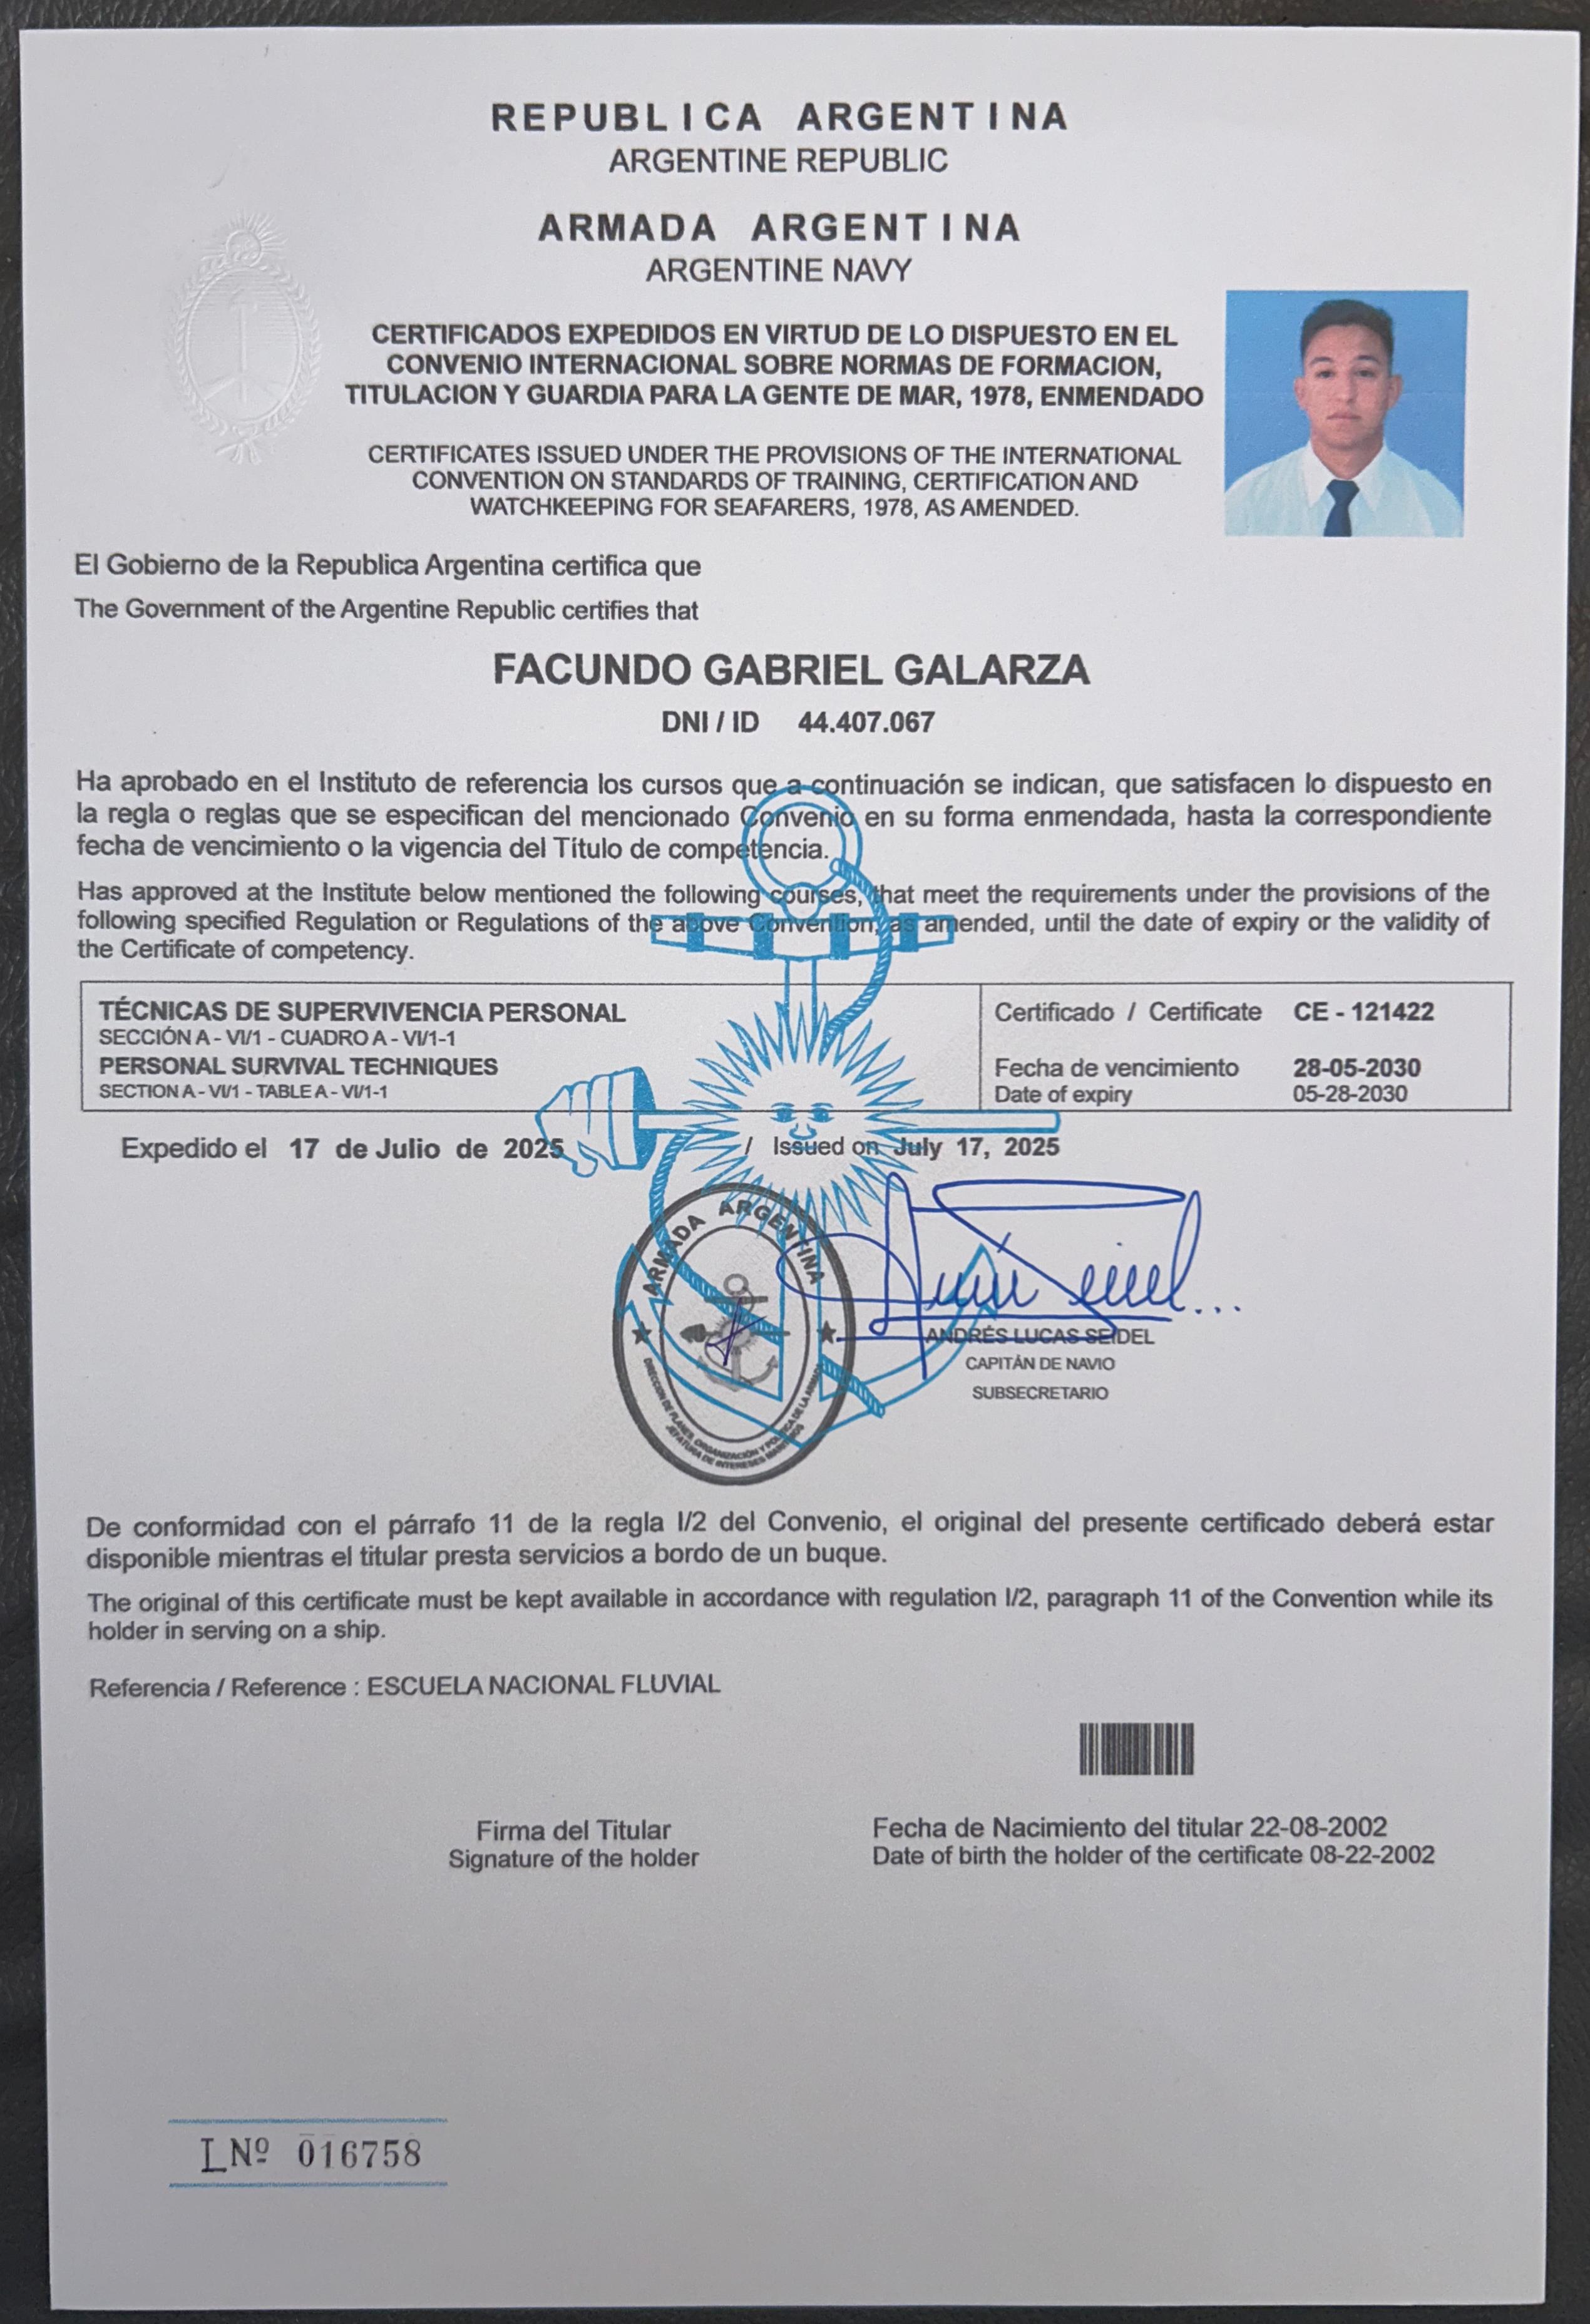 REPUBLICA ARGENTINA
ARGENTINE REPUBLIC
ARMADA ARGENTINA
ARGENTINE NAVY
CERTIFICADOS EXPEDIDOS EN VIRTUD DE LO DISPUESTO EN EL
CONVENIO INTERNACIONAL SOBRE NORMAS DE FORMACION,
TITULACION Y GUARDIA PARA LA GENTE DE MAR, 1978, ENMENDADO
CERTIFICATES ISSUED UNDER THE PROVISIONS OF THE INTERNATIONAL
CONVENTION ON STANDARDS OF TRAINING, CERTIFICATION AND
WATCHKEEPING FOR SEAFARERS, 1978, AS AMENDED.
El Gobierno de la Republica Argentina certifica que
The Government of the Argentine Republic certifies that
FACUNDO GABRIEL GALARZA
DNI / ID 44.407.067
Ha aprobado en el Instituto de referencia los cursos que a continuación se indican, que satisfacen lo dispuesto en
la regla o reglas que se especifican del mencionado Convenio en su forma enmendada, hasta la correspondiente
fecha de vencimiento o la vigencia del Título de competencia.
Has approved at the Institute below mentioned the following courses, that meet the requirements under the provisions of the
following specified Regulation or Regulations of the above Convention, as amended, until the date of expiry or the validity of
the Certificate of competency.
TÉCNICAS DE SUPERVIVENCIA PERSONAL
SECCIÓN A - VI/1 - CUADRO A - VI/1-1
PERSONAL SURVIVAL TECHNIQUES
SECTION A - VI/1 - TABLE A - VI/1-1
Certificado / Certificate CE - 121422
Fecha de vencimiento 28-05-2030
Date of expiry 05-28-2030
Expedido el 17 de Julio de 2025 / Issued on July 17, 2025
ARMADA ARGENTINA
DIRECCIÓN DE PLANES, ORGANIZACIÓN Y POLÍTICA DE LA ARMADA
JEFATURA DE INTERESES MARÍTIMOS
ANDRÉS LUCAS SEIDEL
CAPITÁN DE NAVIO
SUBSECRETARIO
De conformidad con el párrafo 11 de la regla I/2 del Convenio, el original del presente certificado deberá estar
disponible mientras el titular presta servicios a bordo de un buque.
The original of this certificate must be kept available in accordance with regulation I/2, paragraph 11 of the Convention while its
holder in serving on a ship.
Referencia / Reference : ESCUELA NACIONAL FLUVIAL
Firma del Titular
Signature of the holder
Fecha de Nacimiento del titular 22-08-2002
Date of birth the holder of the certificate 08-22-2002
LNº 016758